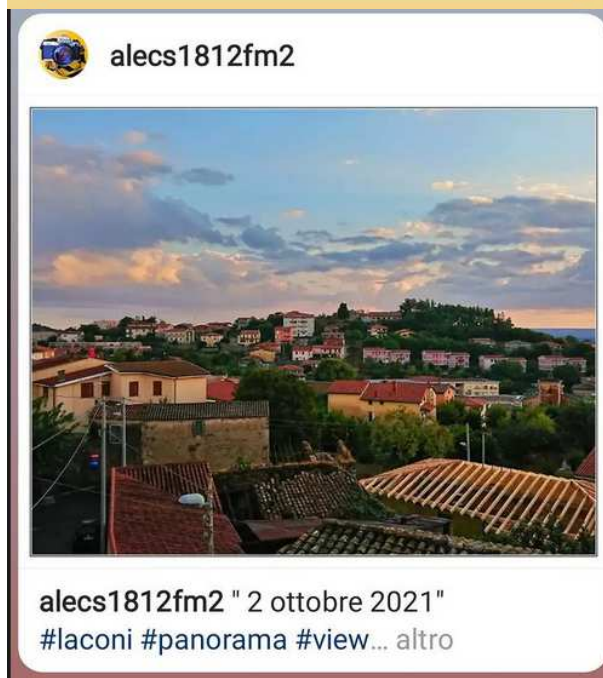 alecs1812fm2
alecs1812fm2 " 2 ottobre 2021"
#laconi #panorama #view... altro